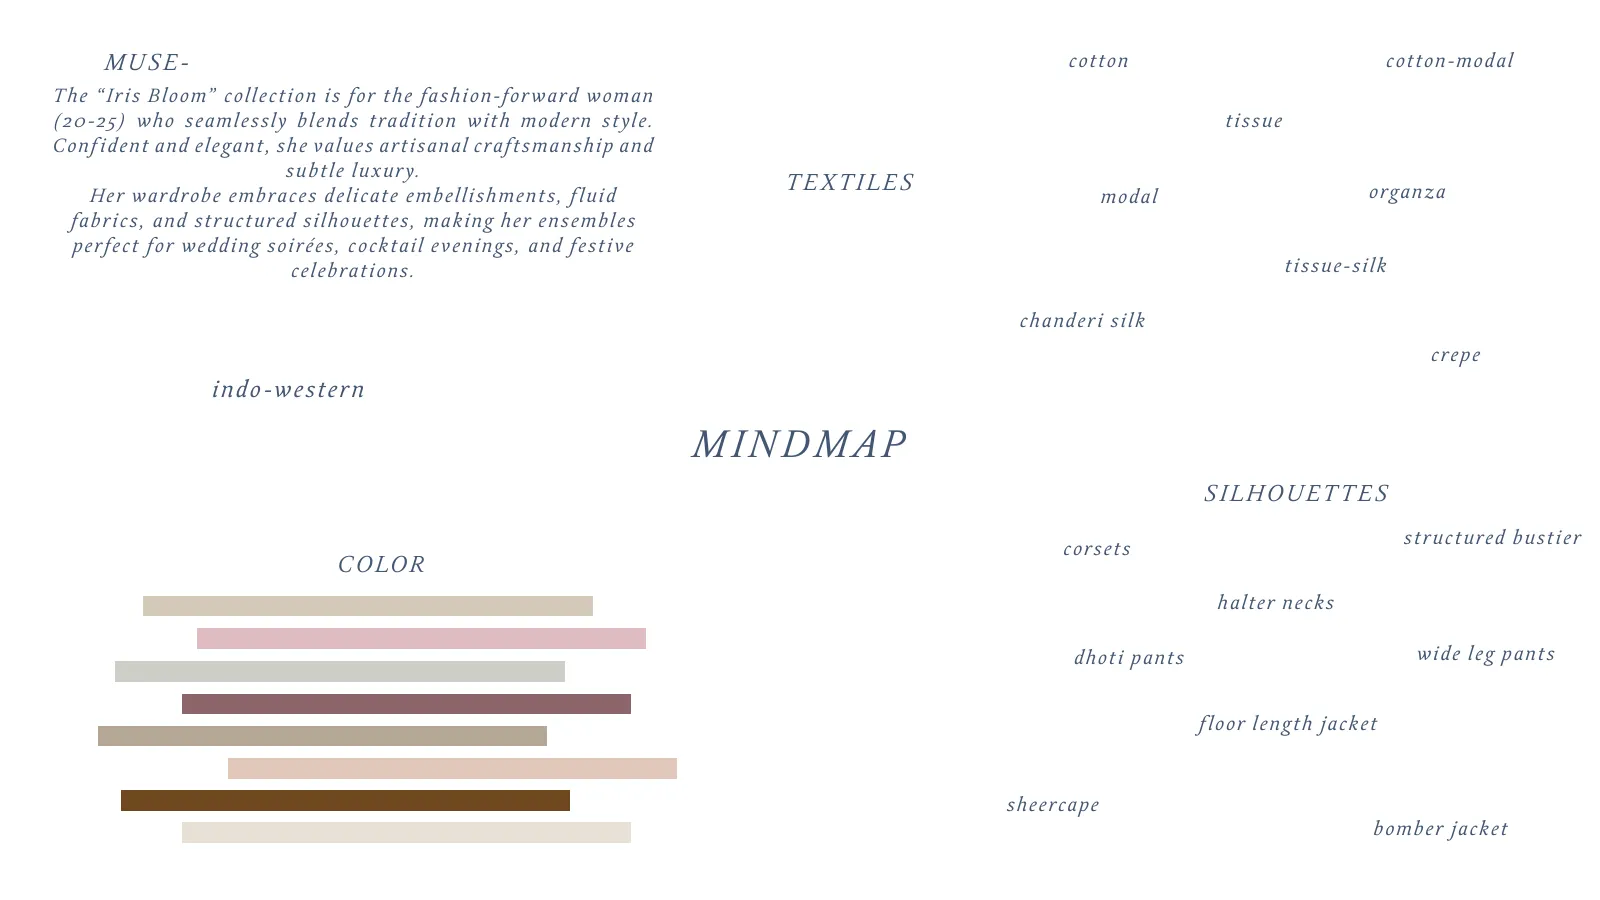 MUSE-
The “Iris Bloom” collection is for the fashion-forward woman
(20-25) who seamlessly blends tradition with modern style.
Confident and elegant, she values artisanal craftsmanship and
subtle luxury.
Her wardrobe embraces delicate embellishments, fluid
fabrics, and structured silhouettes, making her ensembles
perfect for wedding soirées, cocktail evenings, and festive
celebrations.
indo-western
MINDMAP
TEXTILES
cotton
cotton-modal
tissue
modal
organza
tissue-silk
chanderi silk
crepe
COLOR
SILHOUETTES
corsets
structured bustier
halter necks
dhoti pants
wide leg pants
floor length jacket
sheercape
bomber jacket